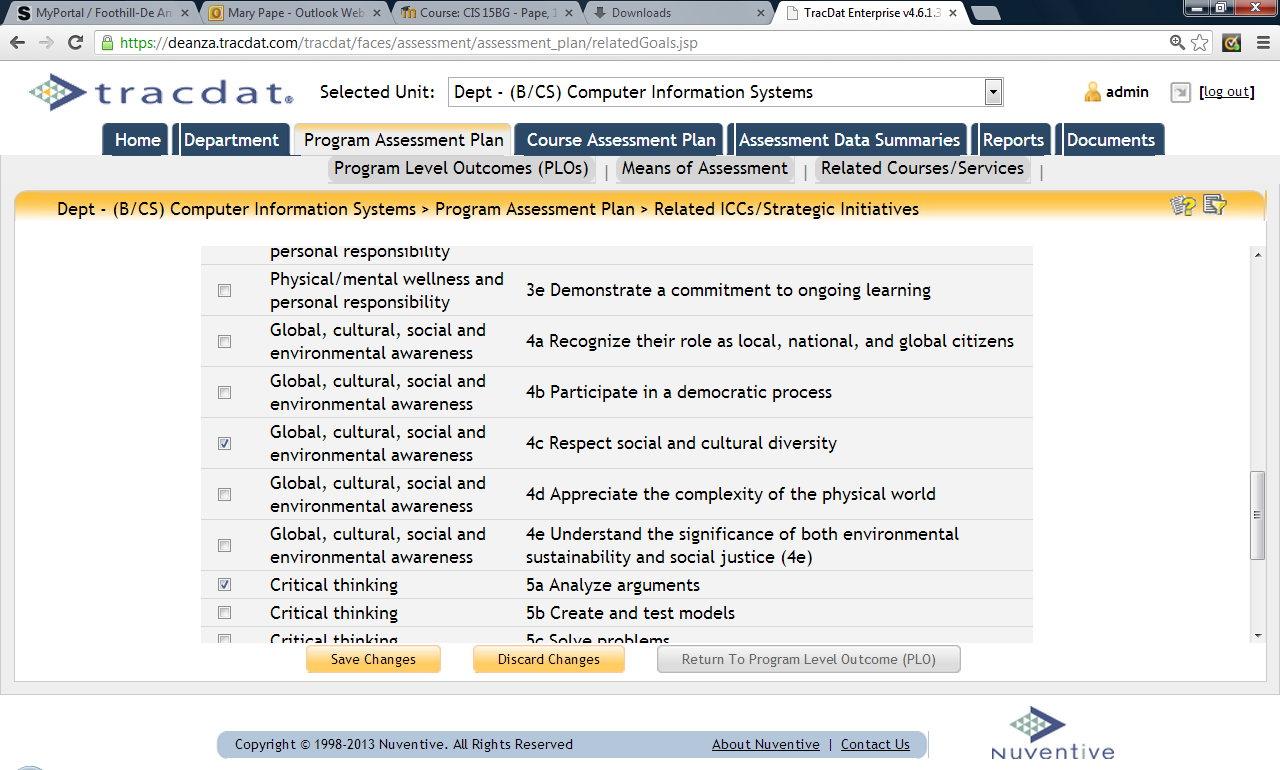 MyPortal / Foothill-De An
Mary Pape - Outlook Web
Course: CIS 15BG - Pape, 1
Downloads
TracDat Enterprise v4.6.1.3
https://deanza.tracdat.com/tracdat/faces/assessment/assessment_plan/relatedGoals.jsp
tracdat®
Selected Unit: Dept - (B/CS) Computer Information Systems
admin [log out]
Home Department Program Assessment Plan Course Assessment Plan Assessment Data Summaries Reports Documents
Program Level Outcomes (PLOs) | Means of Assessment | Related Courses/Services |
Dept - (B/CS) Computer Information Systems > Program Assessment Plan > Related ICCs/Strategic Initiatives
personal responsibility
Physical/mental wellness and
personal responsibility
3e Demonstrate a commitment to ongoing learning
Global, cultural, social and
environmental awareness
4a Recognize their role as local, national, and global citizens
Global, cultural, social and
environmental awareness
4b Participate in a democratic process
Global, cultural, social and
environmental awareness
4c Respect social and cultural diversity
Global, cultural, social and
environmental awareness
4d Appreciate the complexity of the physical world
Global, cultural, social and
environmental awareness
4e Understand the significance of both environmental
sustainability and social justice (4e)
Critical thinking 5a Analyze arguments
Critical thinking 5b Create and test models
Critical thinking 5c Solve problems
Save Changes Discard Changes Return To Program Level Outcome (PLO)
Copyright © 1998-2013 Nuventive. All Rights Reserved
About Nuventive | Contact Us
nuventive